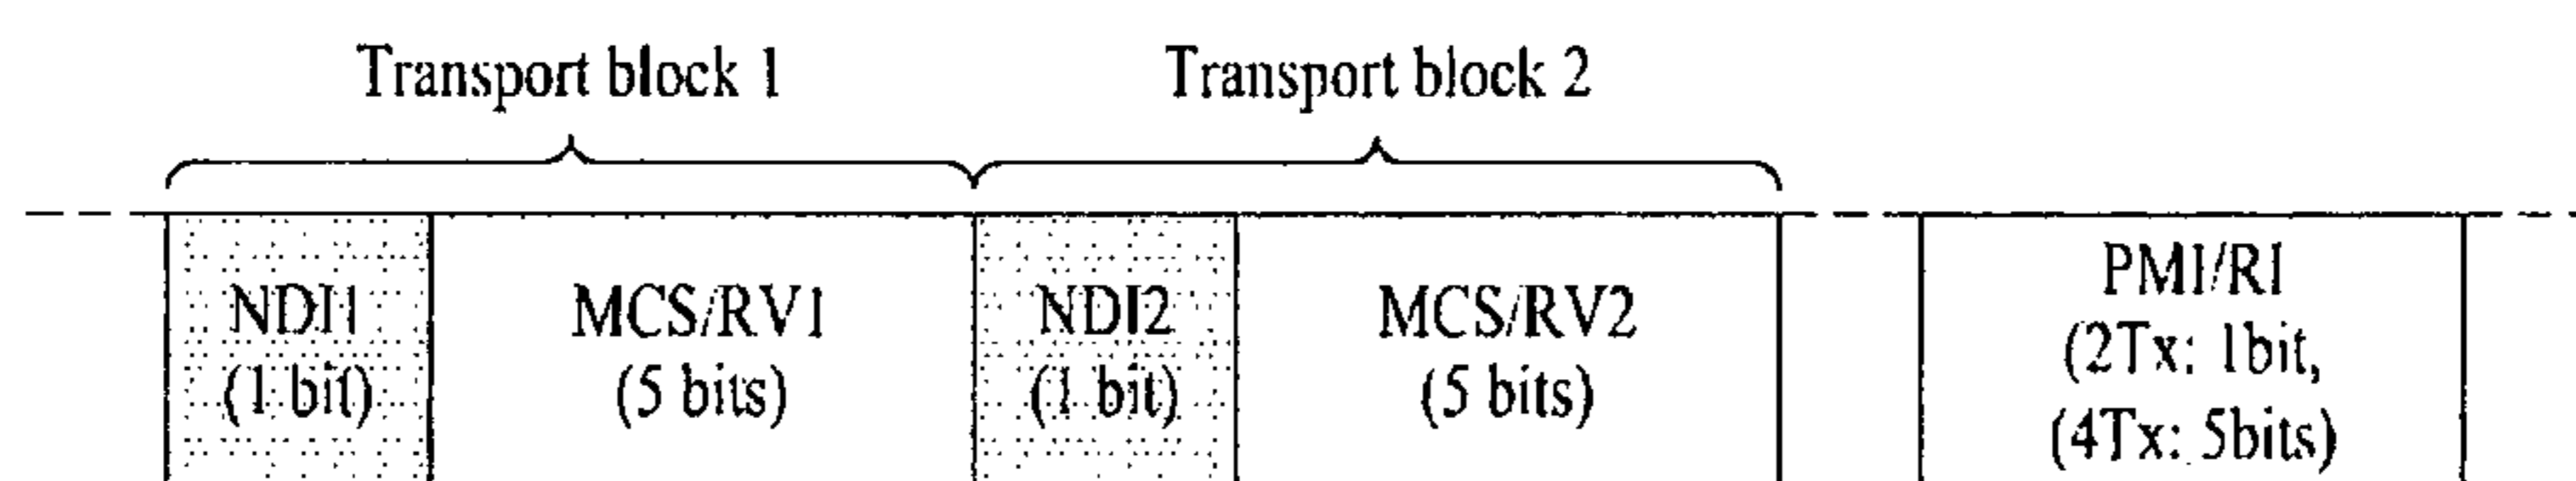 Transport block 1
Transport block 2
NDI1
(1 bit)
MCS/RV1
(5 bits)
NDI2
(1 bit)
MCS/RV2
(5 bits)
PMI/RI
(2Tx: 1bit,
(4Tx: 5bits)